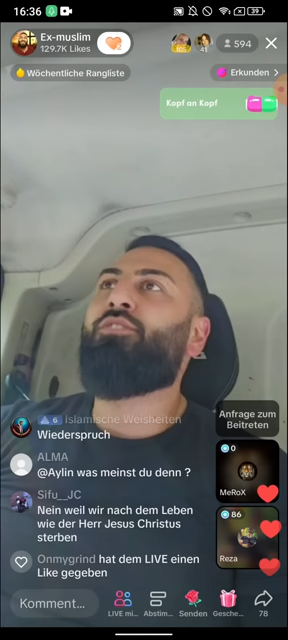 16:36
39
Ex-muslim
129.7K Likes
594
Wöchentliche Rangliste
Erkunden
Kopf an Kopf
6 Islamische Weisheiten
Wiederspruch
Anfrage zum
Beitreten
ALMA
@Aylin was meinst du denn ?
0
MeRoX
Sifu__JC
Nein weil wir nach dem Leben
wie der Herr Jesus Christus
sterben
86
Reza
Onmygrind hat dem LIVE einen
Like gegeben
Komment...
LIVE mi...
Abstim...
Senden
Gesche...
78